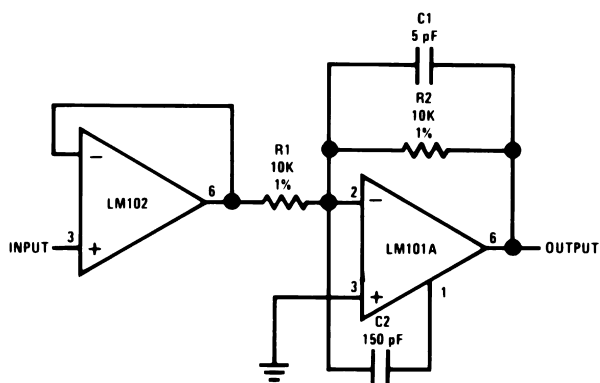 C1
5 pF
R2
10K
1%
R1
10K
1%
−
LM102
6
INPUT
3
+
2
−
LM101A
6
OUTPUT
3
+
1
C2
150 pF